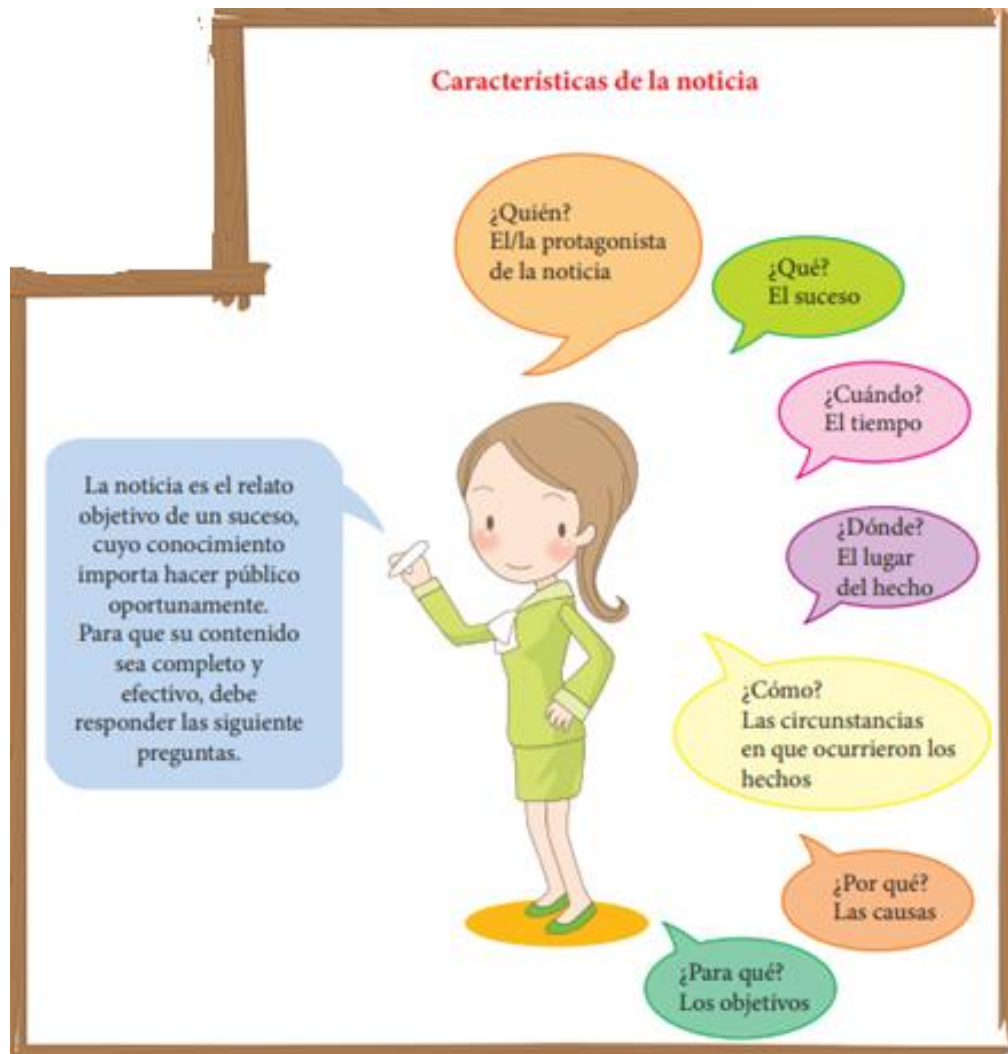 Características de la noticia
¿Quién?
El/la protagonista
de la noticia
¿Qué?
El suceso
¿Cuándo?
El tiempo
¿Dónde?
El lugar
del hecho
La noticia es el relato
objetivo de un suceso,
cuyo conocimiento
importa hacer público
oportunamente.
Para que su contenido
sea completo y
efectivo, debe
responder las siguiente
preguntas.
¿Cómo?
Las circunstancias
en que ocurrieron los
hechos
¿Por qué?
Las causas
¿Para qué?
Los objetivos